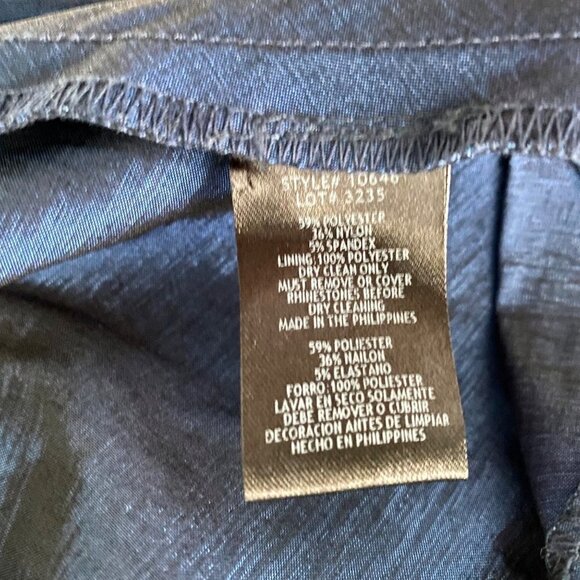 STYLE# 10646
LOT# 3235
59% POLYESTER
36% NYLON
5% SPANDEX
LINING: 100% POLYESTER
DRY CLEAN ONLY
MUST REMOVE OR COVER
RHINESTONES BEFORE
DRY CLEANING
MADE IN THE PHILIPPINES
59% POLIESTER
36% NAILON
5% ELASTANO
FORRO: 100% POLIESTER
LAVAR EN SECO SOLAMENTE
DEBE REMOVER O CUBRIR
DECORACION ANTES DE LIMPIAR
HECHO EN PHILIPPINES